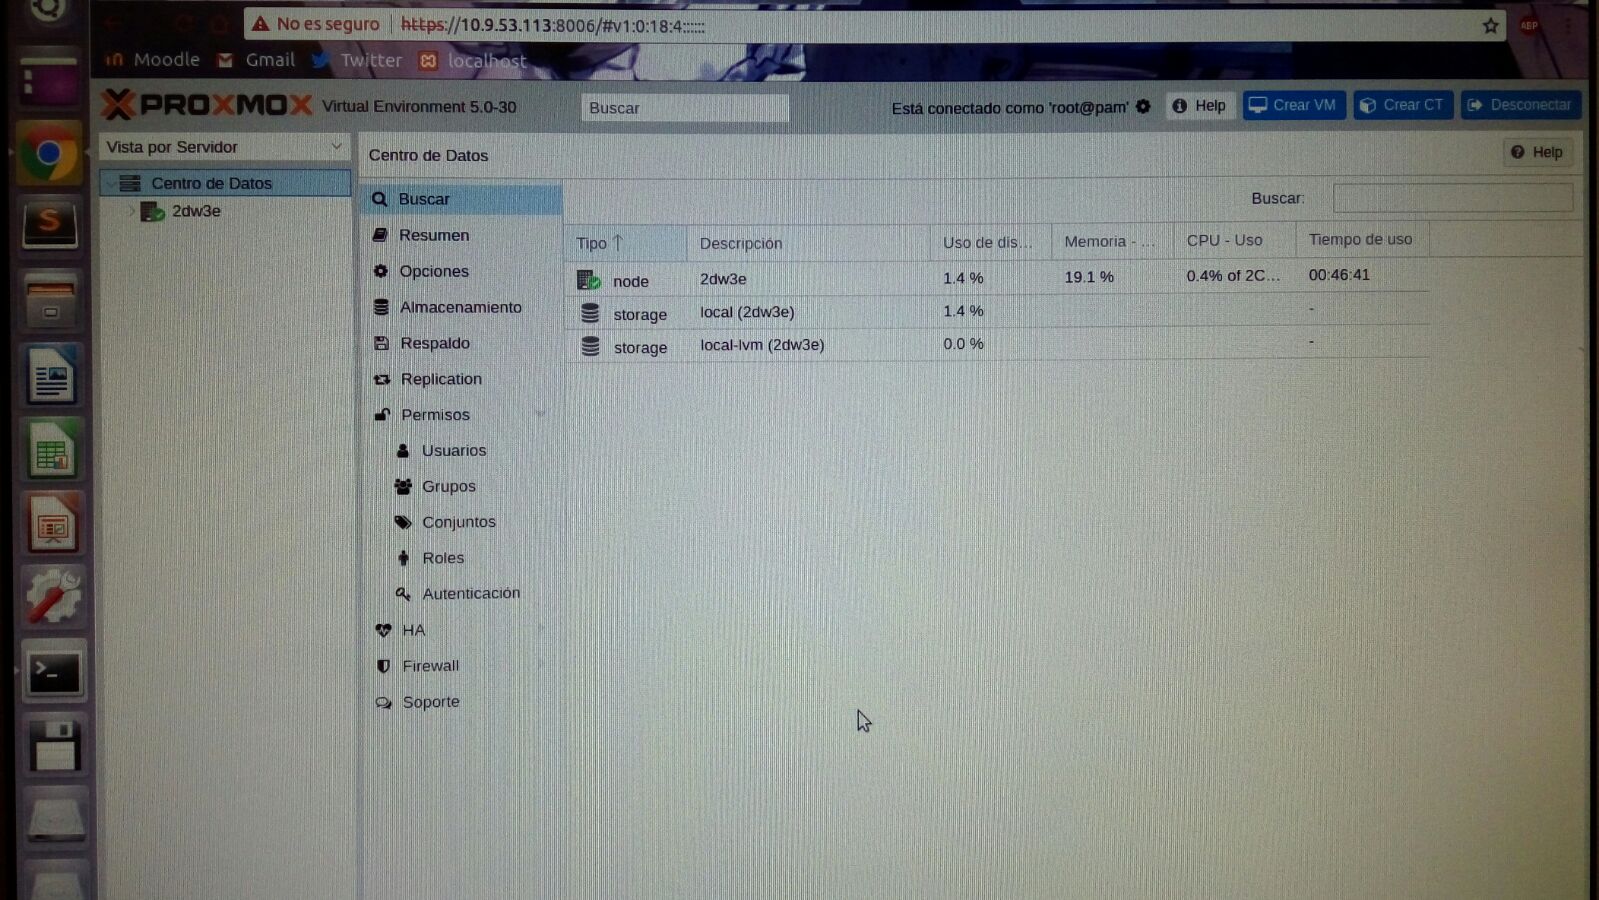 No es seguro | https://10.9.53.113:8006/#v1:0:18:4::::::
ABP
Moodle Gmail Twitter localhost
PROXMOX Virtual Environment 5.0-30
Buscar
Está conectado como 'root@pam' Help Crear VM Crear CT Desconectar
Vista por Servidor
Centro de Datos
2dw3e
Centro de Datos
Help
Buscar
Resumen
Opciones
Almacenamiento
Respaldo
Replication
Permisos
Usuarios
Grupos
Conjuntos
Roles
Autenticación
HA
Firewall
Soporte
Buscar:
Tipo ↑ Descripción Uso de dis... Memoria - ... CPU - Uso Tiempo de uso
node 2dw3e 1.4 % 19.1 % 0.4% of 2C... 00:46:41
storage local (2dw3e) 1.4 % -
storage local-lvm (2dw3e) 0.0 % -